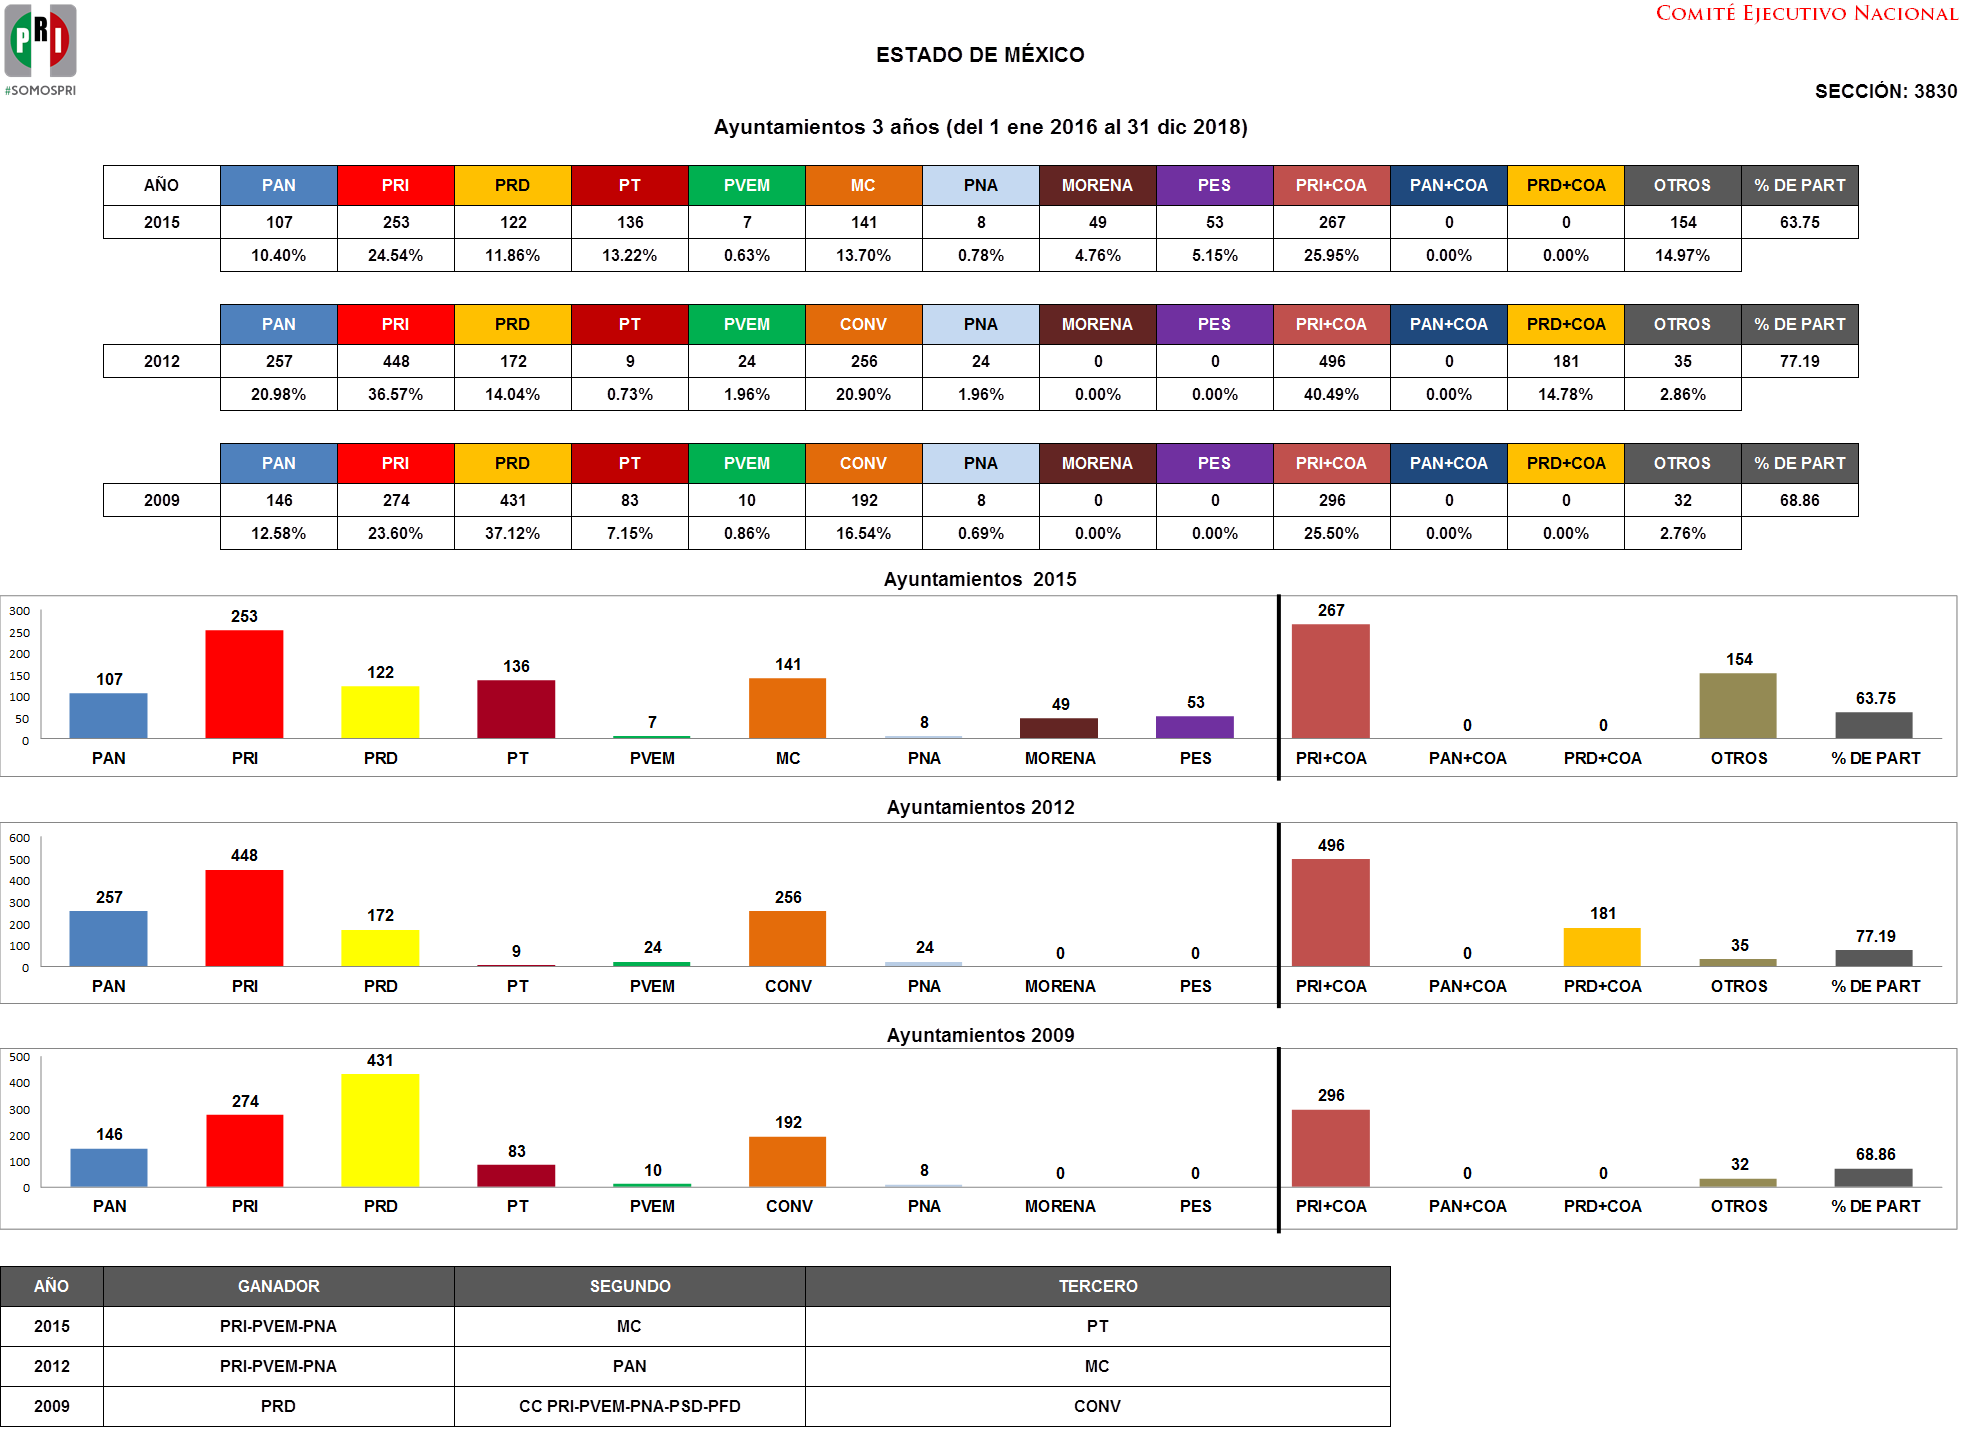 PRI
#SOMOSPRI
COMITÉ EJECUTIVO NACIONAL
ESTADO DE MÉXICO
SECCIÓN: 3830
Ayuntamientos 3 años (del 1 ene 2016 al 31 dic 2018)
AÑO PAN PRI PRD PT PVEM MC PNA MORENA PES PRI+COA PAN+COA PRD+COA OTROS % DE PART
2015 107 253 122 136 7 141 8 49 53 267 0 0 154 63.75
10.40% 24.54% 11.86% 13.22% 0.63% 13.70% 0.78% 4.76% 5.15% 25.95% 0.00% 0.00% 14.97%
PAN PRI PRD PT PVEM CONV PNA MORENA PES PRI+COA PAN+COA PRD+COA OTROS % DE PART
2012 257 448 172 9 24 256 24 0 0 496 0 181 35 77.19
20.98% 36.57% 14.04% 0.73% 1.96% 20.90% 1.96% 0.00% 0.00% 40.49% 0.00% 14.78% 2.86%
PAN PRI PRD PT PVEM CONV PNA MORENA PES PRI+COA PAN+COA PRD+COA OTROS % DE PART
2009 146 274 431 83 10 192 8 0 0 296 0 0 32 68.86
12.58% 23.60% 37.12% 7.15% 0.86% 16.54% 0.69% 0.00% 0.00% 25.50% 0.00% 0.00% 2.76%
Ayuntamientos 2015
300
250
200
150
100
50
0
107 253 122 136 7 141 8 49 53 267 0 0 154 63.75
PAN PRI PRD PT PVEM MC PNA MORENA PES PRI+COA PAN+COA PRD+COA OTROS % DE PART
Ayuntamientos 2012
600
500
400
300
200
100
0
257 448 172 9 24 256 24 0 0 496 0 181 35 77.19
PAN PRI PRD PT PVEM CONV PNA MORENA PES PRI+COA PAN+COA PRD+COA OTROS % DE PART
Ayuntamientos 2009
500
400
300
200
100
0
146 274 431 83 10 192 8 0 0 296 0 0 32 68.86
PAN PRI PRD PT PVEM CONV PNA MORENA PES PRI+COA PAN+COA PRD+COA OTROS % DE PART
AÑO GANADOR SEGUNDO TERCERO
2015 PRI-PVEM-PNA MC PT
2012 PRI-PVEM-PNA PAN MC
2009 PRD CC PRI-PVEM-PNA-PSD-PFD CONV